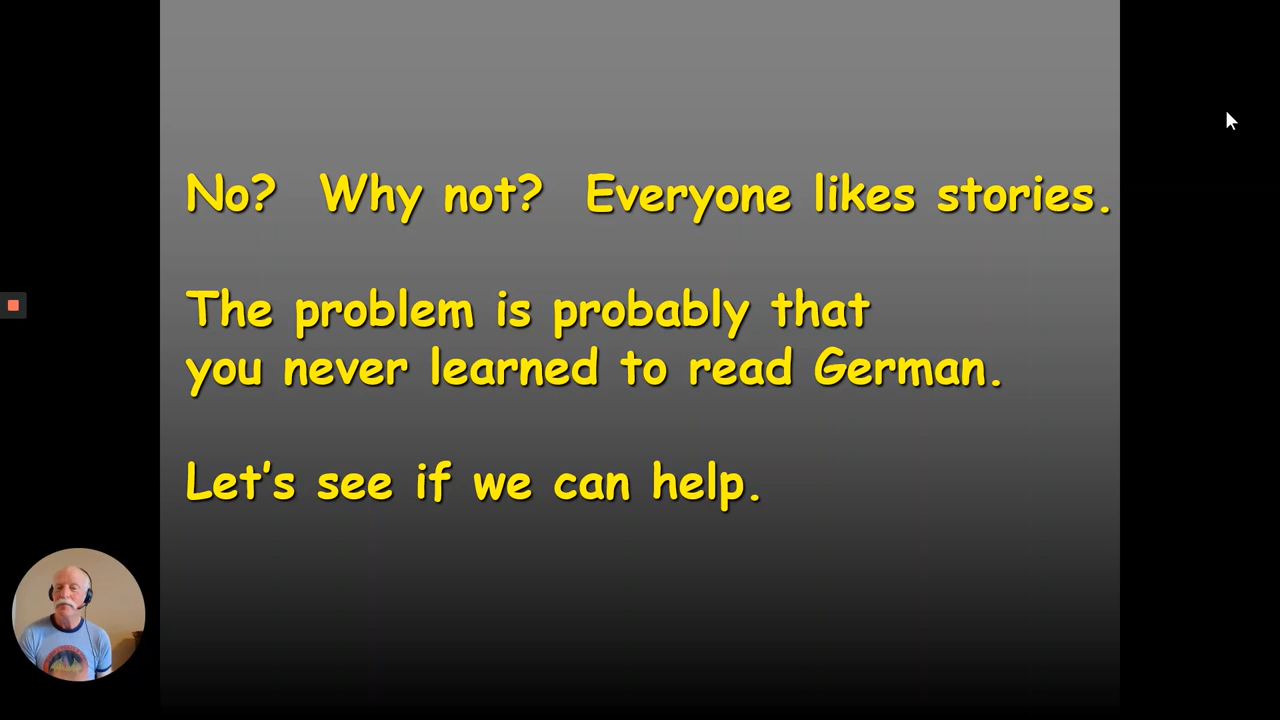 No?  Why not?  Everyone likes stories.
The problem is probably that
you never learned to read German.
Let's see if we can help.